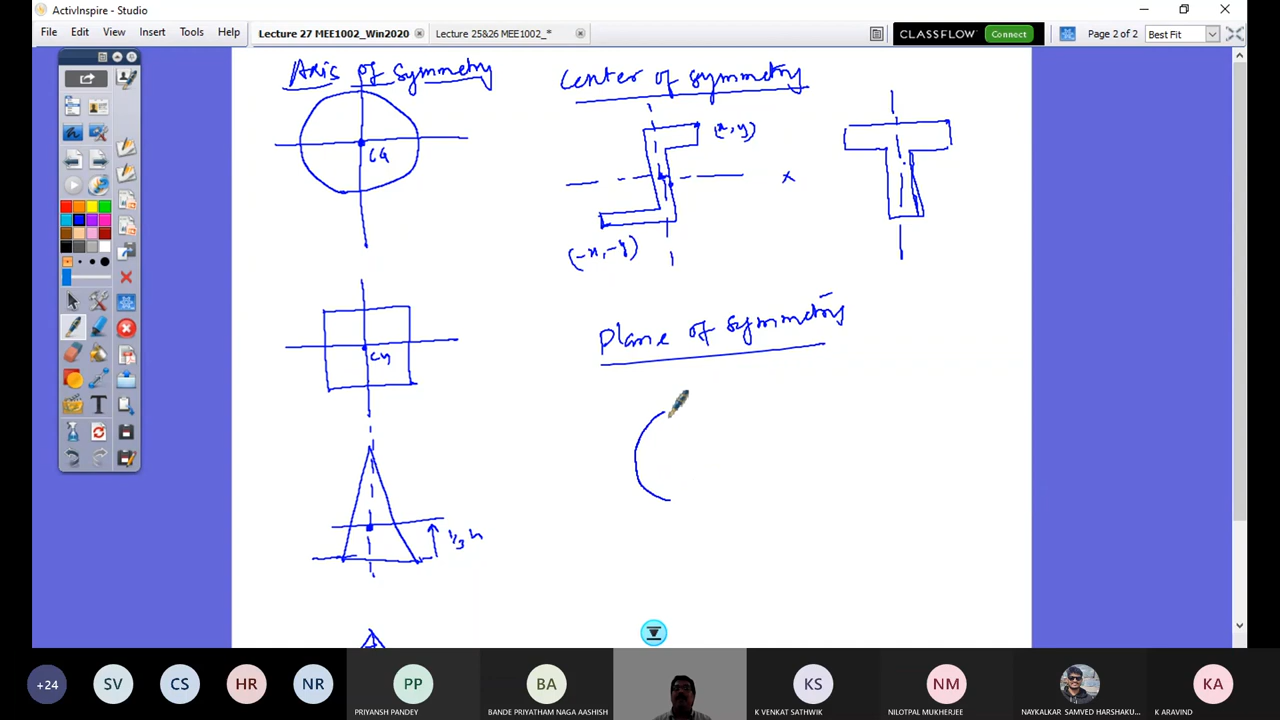 ActivInspire - Studio
File Edit View Insert Tools Help
Lecture 27 MEE1002_Win2020
Lecture 25&26 MEE1002_*
CLASSFLOW Connect
Page 2 of 2
Best Fit
Axis of Symmetry
CG
CG
1/3 h
Center of symmetry
(x,y)
x
(-x,-y)
Plane of symmetry
T
+24
SV
CS
HR
NR
PP
PRIYANSH PANDEY
BA
BANDE PRIYATHAM NAGA AASHISH
KS
K VENKAT SATHWIK
NM
NILOTPAL MUKHERJEE
NAYKALKAR SAMVED HARSHAKU...
KA
K ARAVIND